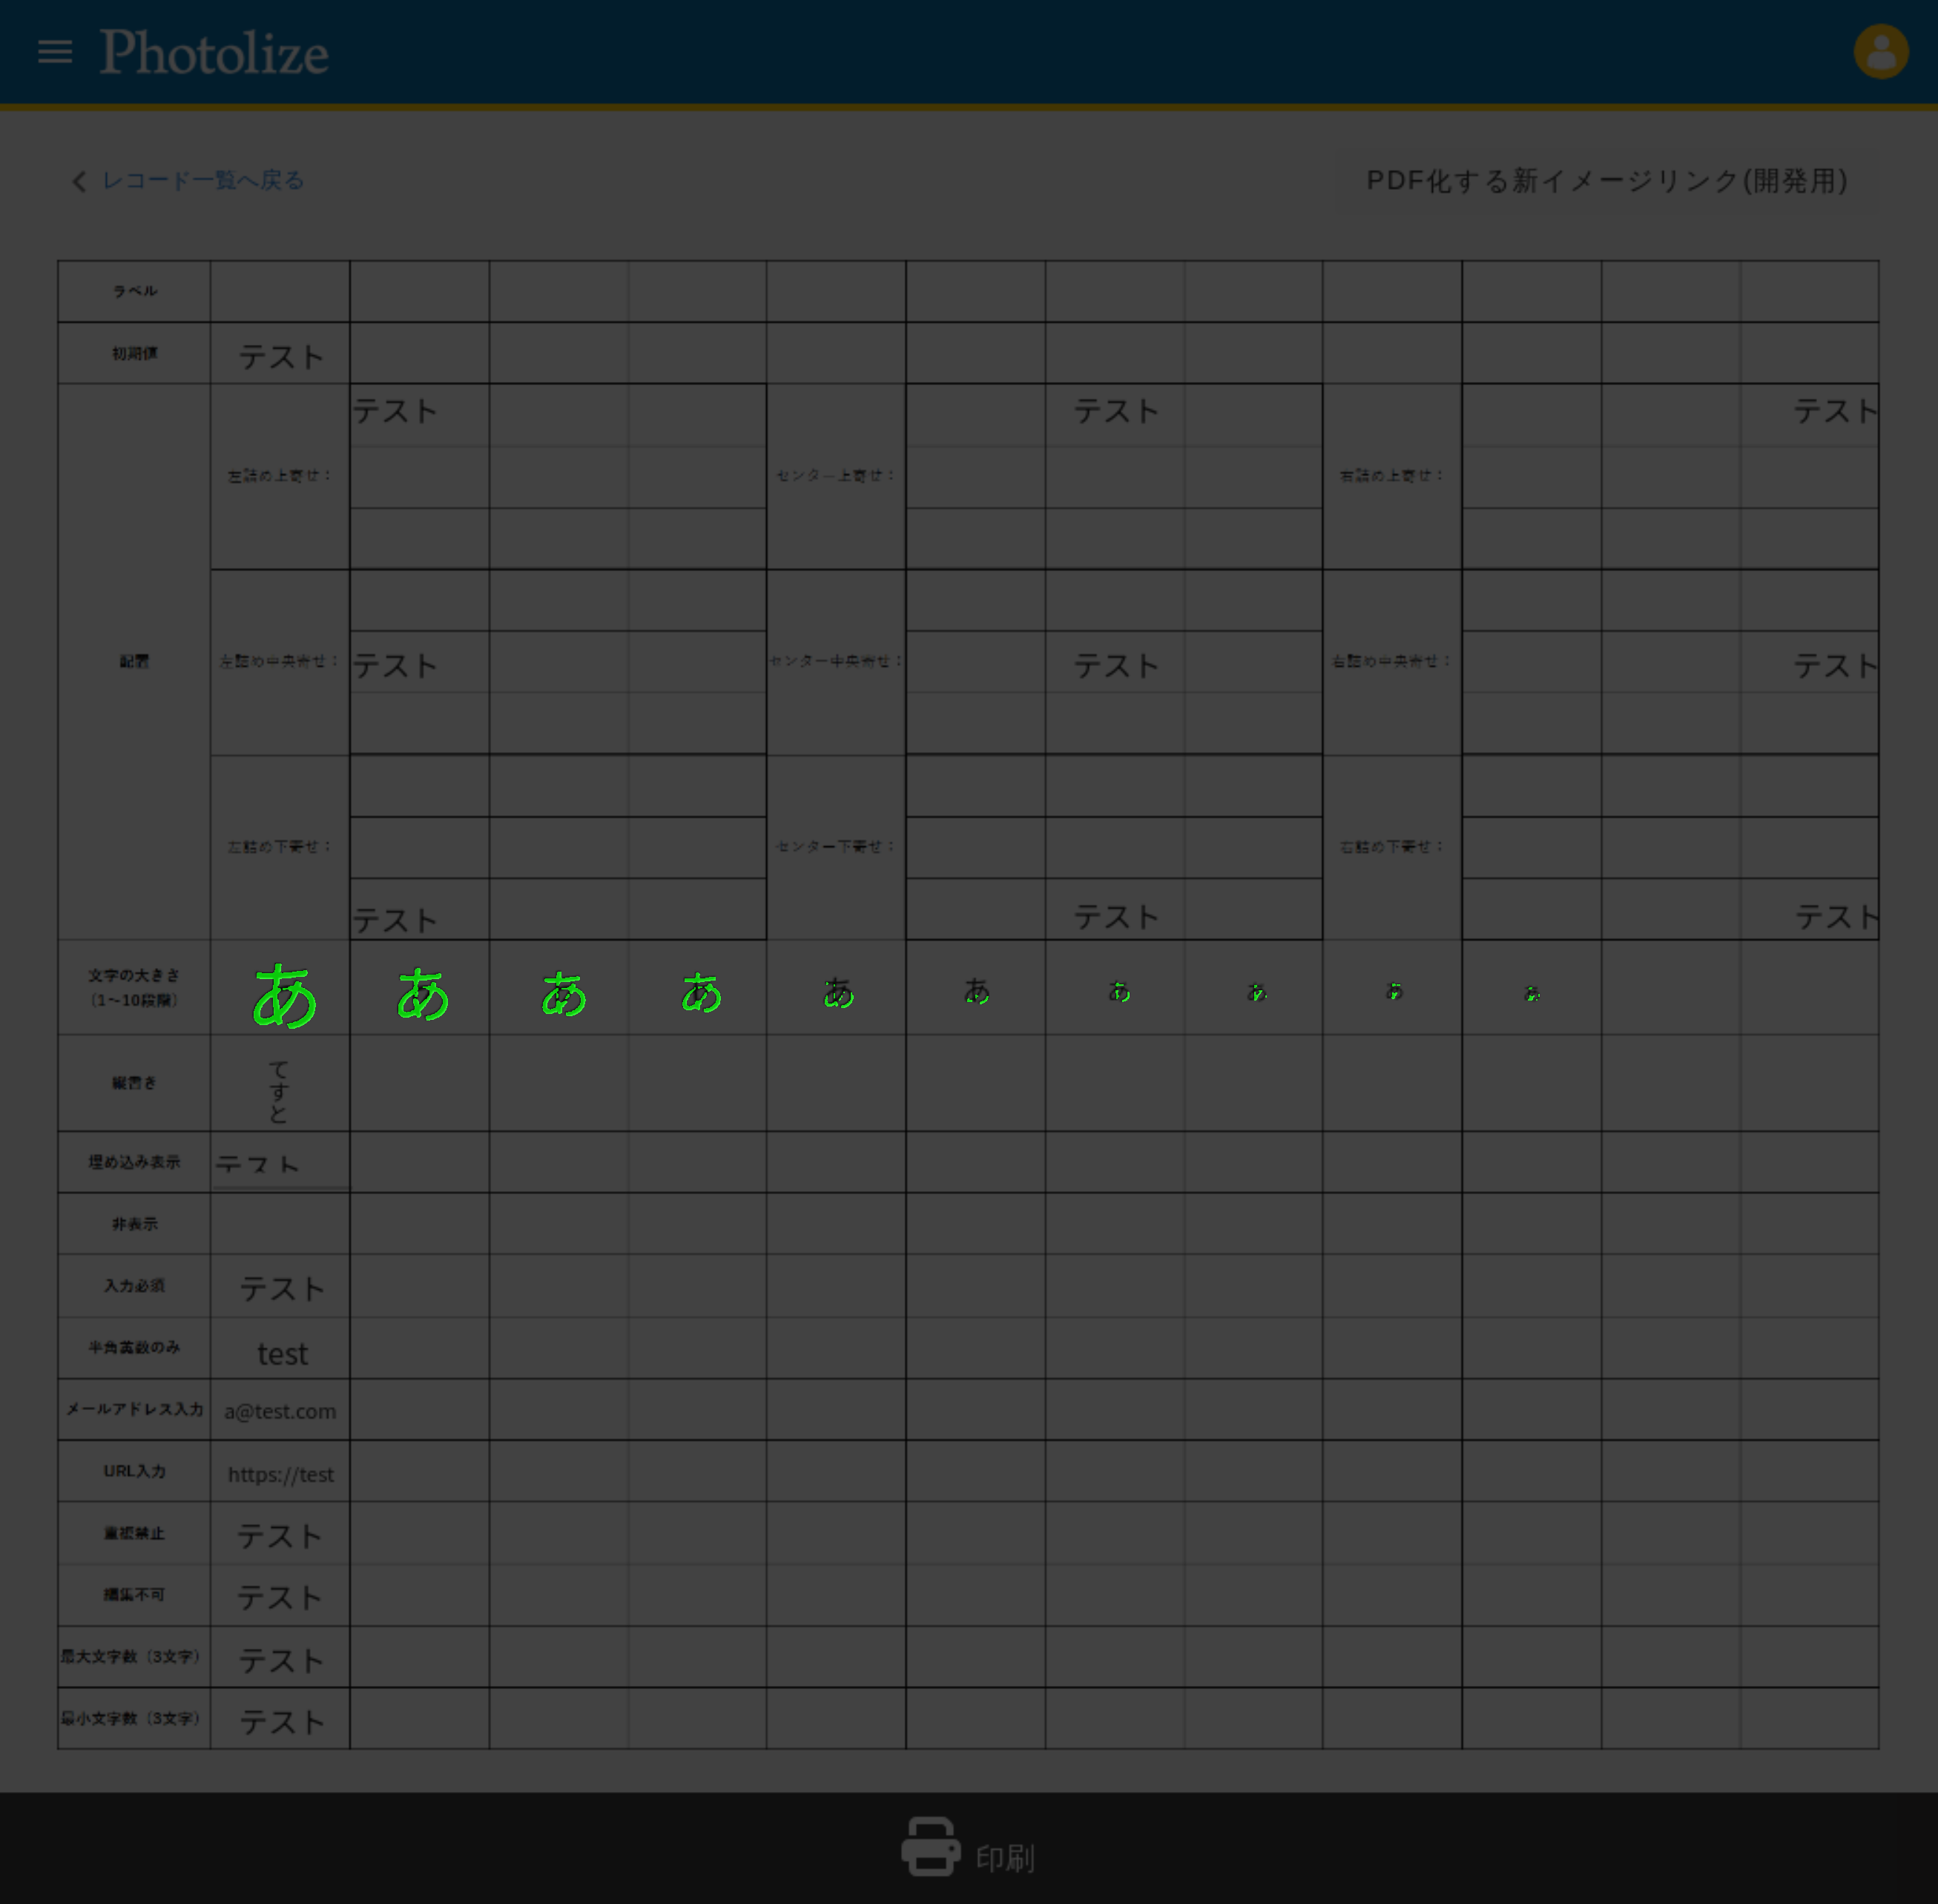 Photolize
レコード一覧へ戻る
PDF化する新イメージリンク(開発用)
ラベル
初期値 テスト
テスト テスト テスト
左詰め上寄せ： センター上寄せ： 右詰め上寄せ：
配置 左詰め中央寄せ： テスト センター中央寄せ： テスト 右詰め中央寄せ： テスト
左詰め下寄せ： センター下寄せ： 右詰め下寄せ：
テスト テスト テスト
文字の大きさ
（1〜10段階）
あ あ あ あ あ あ あ あ あ あ
縦書き てすと
埋め込み表示 テスト
非表示
入力必須 テスト
半角英数のみ test
メールアドレス入力 a@test.com
URL入力 https://test
重複禁止 テスト
編集不可 テスト
最大文字数（3文字） テスト
最小文字数（3文字） テスト
印刷